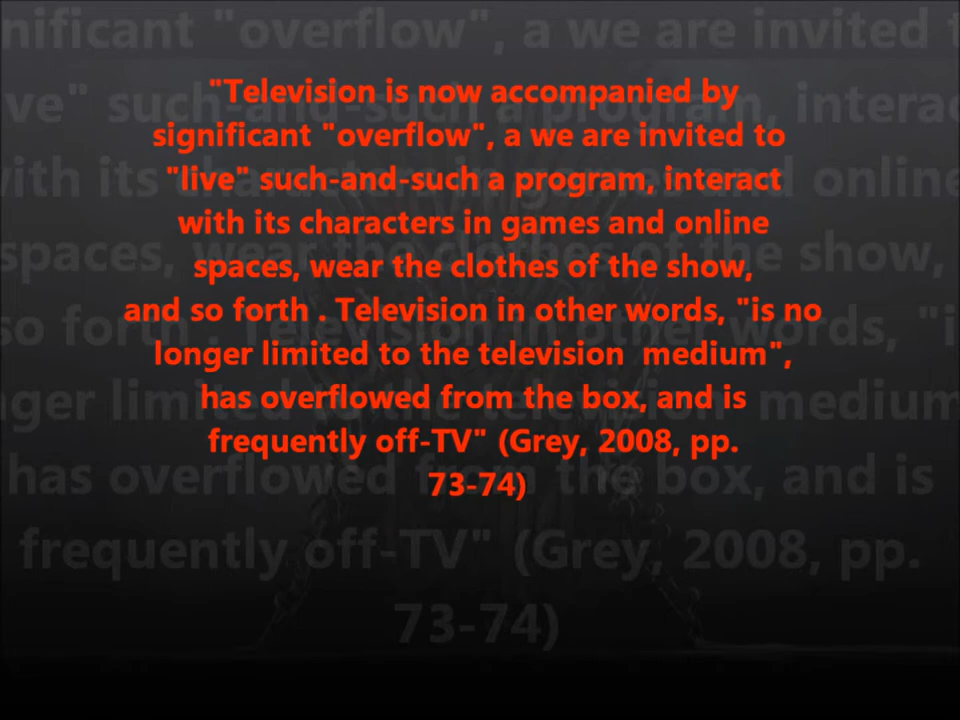 "Television is now accompanied by
significant "overflow", a we are invited to
"live" such-and-such a program, interact
with its characters in games and online
spaces, wear the clothes of the show,
and so forth . Television in other words, "is no
longer limited to the television  medium",
has overflowed from the box, and is
frequently off-TV" (Grey, 2008, pp.
73-74)